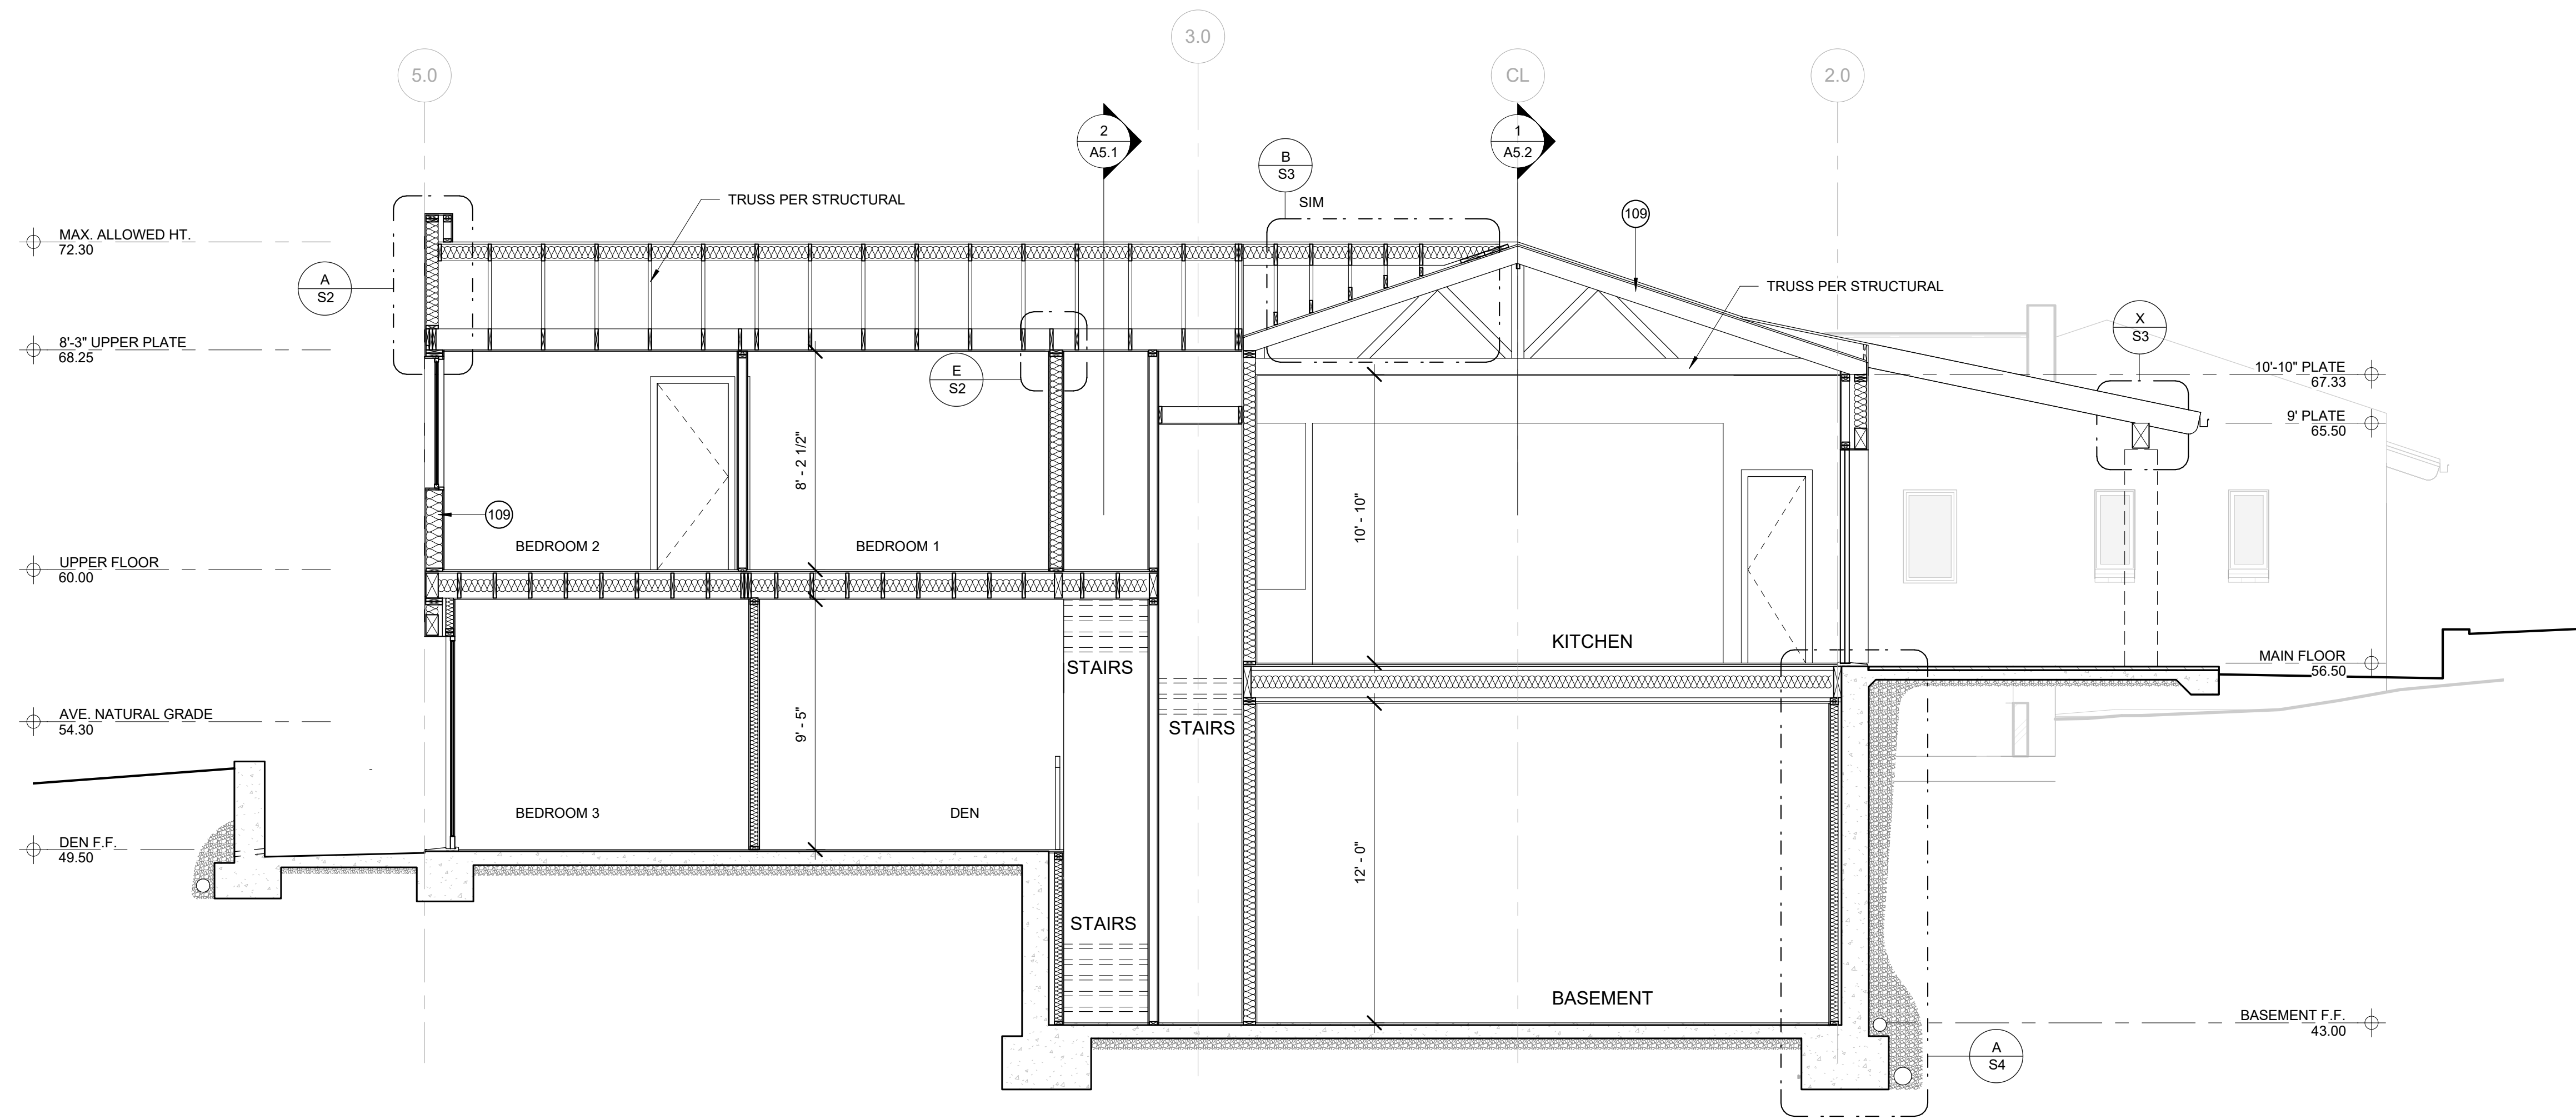 5.0
3.0
CL
2.0
2
A5.1
1
A5.2
B
S3
SIM
109
TRUSS PER STRUCTURAL
MAX. ALLOWED HT.
72.30
A
S2
TRUSS PER STRUCTURAL
X
S3
8'-3" UPPER PLATE
68.25
E
S2
10'-10" PLATE
67.33
9' PLATE
65.50
8' - 2 1/2"
10' - 10"
109
BEDROOM 2
BEDROOM 1
UPPER FLOOR
60.00
KITCHEN
STAIRS
MAIN FLOOR
56.50
AVE. NATURAL GRADE
54.30
9' - 5"
STAIRS
BEDROOM 3
DEN
DEN F.F.
49.50
12' - 0"
STAIRS
BASEMENT
BASEMENT F.F.
43.00
A
S4